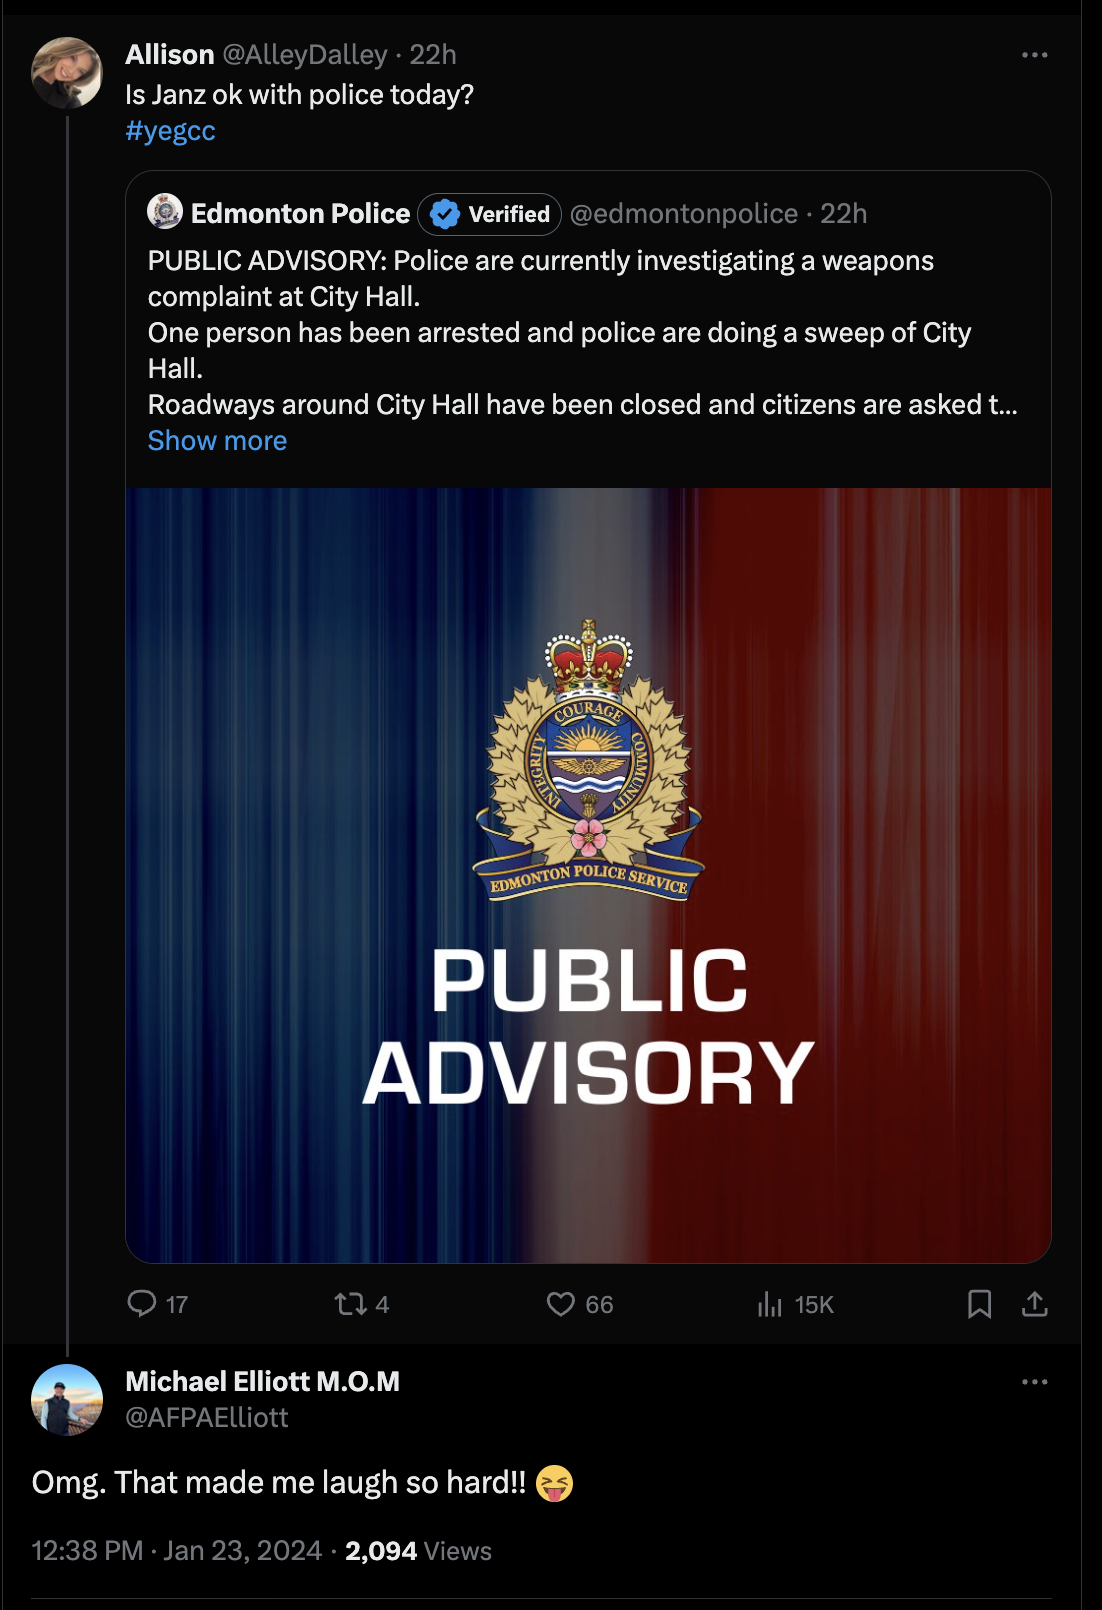 Allison @AlleyDalley · 22h
Is Janz ok with police today?
#yegcc
Edmonton Police Verified @edmontonpolice · 22h
PUBLIC ADVISORY: Police are currently investigating a weapons
complaint at City Hall.
One person has been arrested and police are doing a sweep of City
Hall.
Roadways around City Hall have been closed and citizens are asked t...
Show more
COURAGE
INTEGRITY
COMMUNITY
EDMONTON POLICE SERVICE
PUBLIC
ADVISORY
17 4 66 15K
Michael Elliott M.O.M
@AFPAElliott
Omg. That made me laugh so hard!! 😝
12:38 PM · Jan 23, 2024 · 2,094 Views